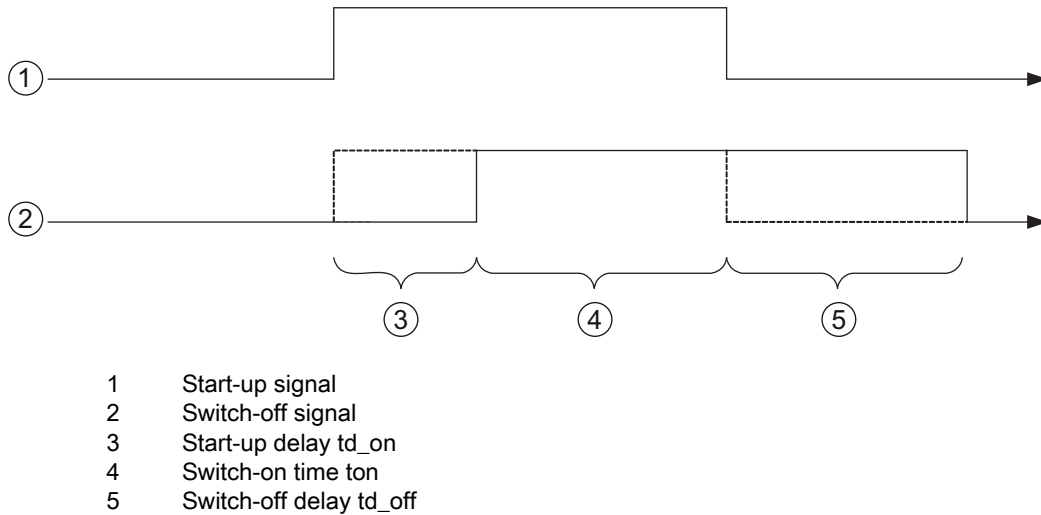 1
2
3 4 5
1 Start-up signal
2 Switch-off signal
3 Start-up delay td_on
4 Switch-on time ton
5 Switch-off delay td_off